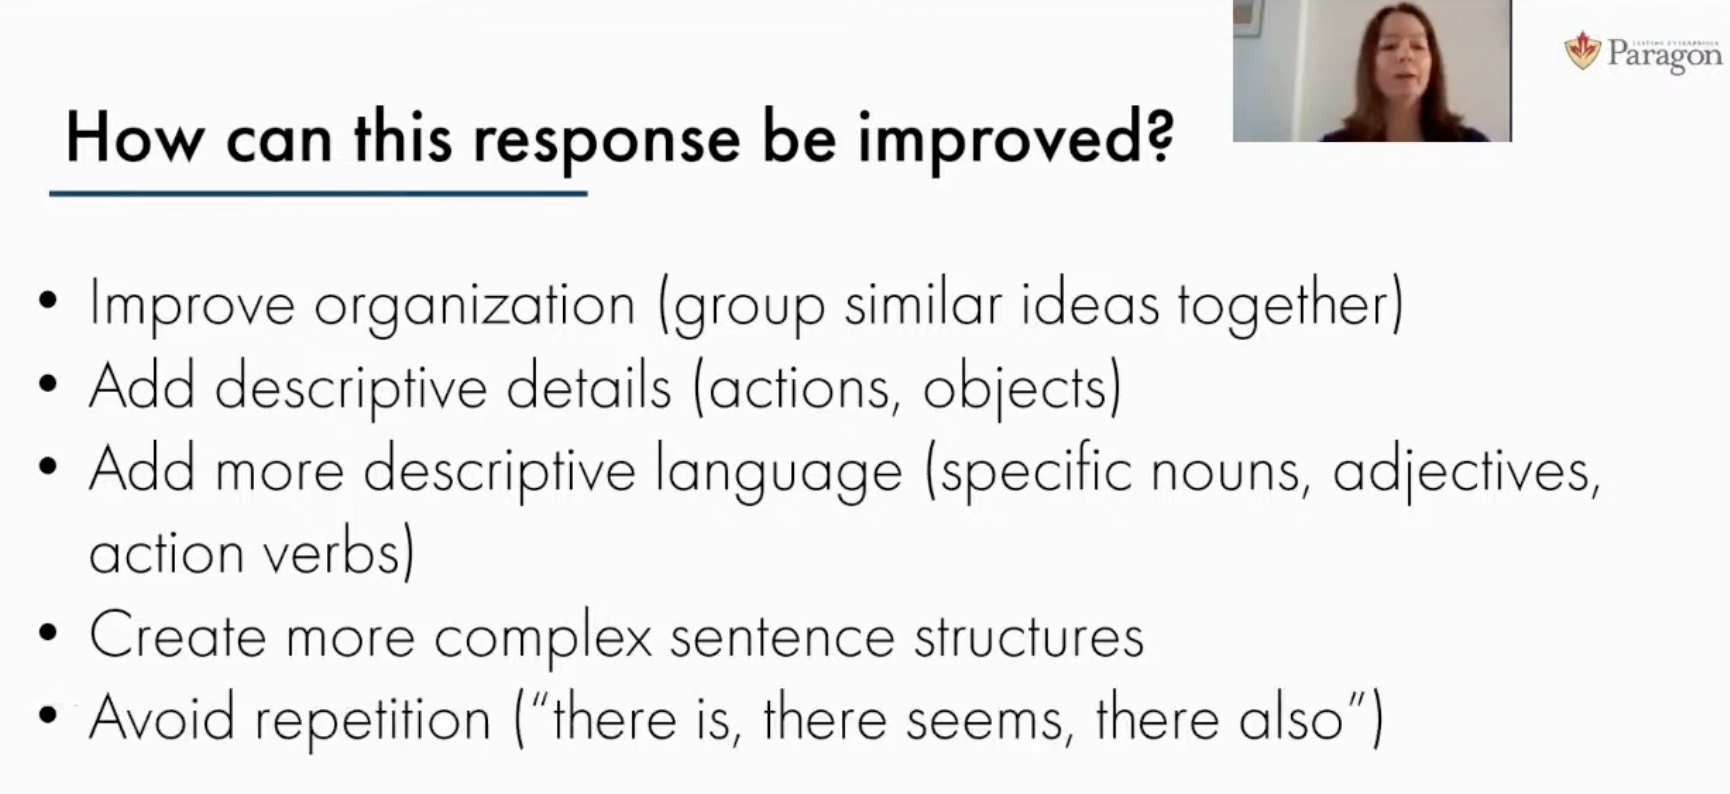 TESTING ENTERPRISES
Paragon
How can this response be improved?
• Improve organization (group similar ideas together)
• Add descriptive details (actions, objects)
• Add more descriptive language (specific nouns, adjectives,
action verbs)
• Create more complex sentence structures
• Avoid repetition (“there is, there seems, there also”)